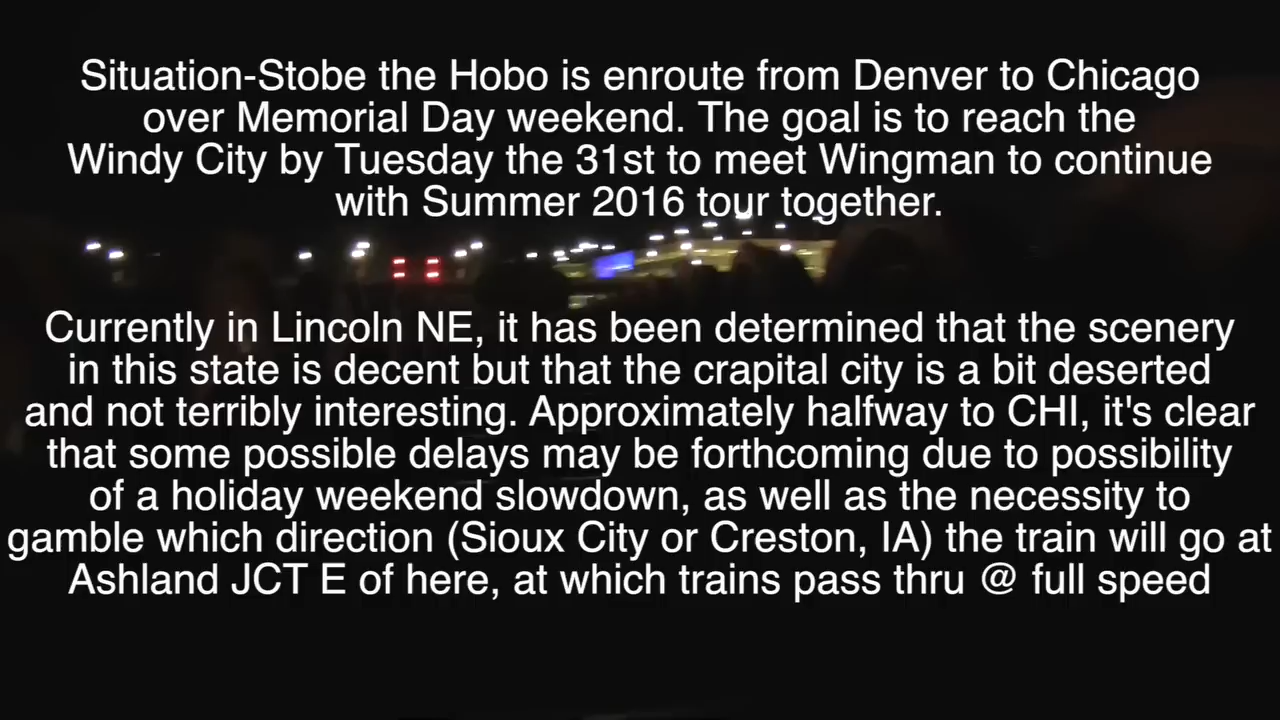 Situation-Stobe the Hobo is enroute from Denver to Chicago
over Memorial Day weekend. The goal is to reach the
Windy City by Tuesday the 31st to meet Wingman to continue
with Summer 2016 tour together.
Currently in Lincoln NE, it has been determined that the scenery
in this state is decent but that the crapital city is a bit deserted
and not terribly interesting. Approximately halfway to CHI, it's clear
that some possible delays may be forthcoming due to possibility
of a holiday weekend slowdown, as well as the necessity to
gamble which direction (Sioux City or Creston, IA) the train will go at
Ashland JCT E of here, at which trains pass thru @ full speed